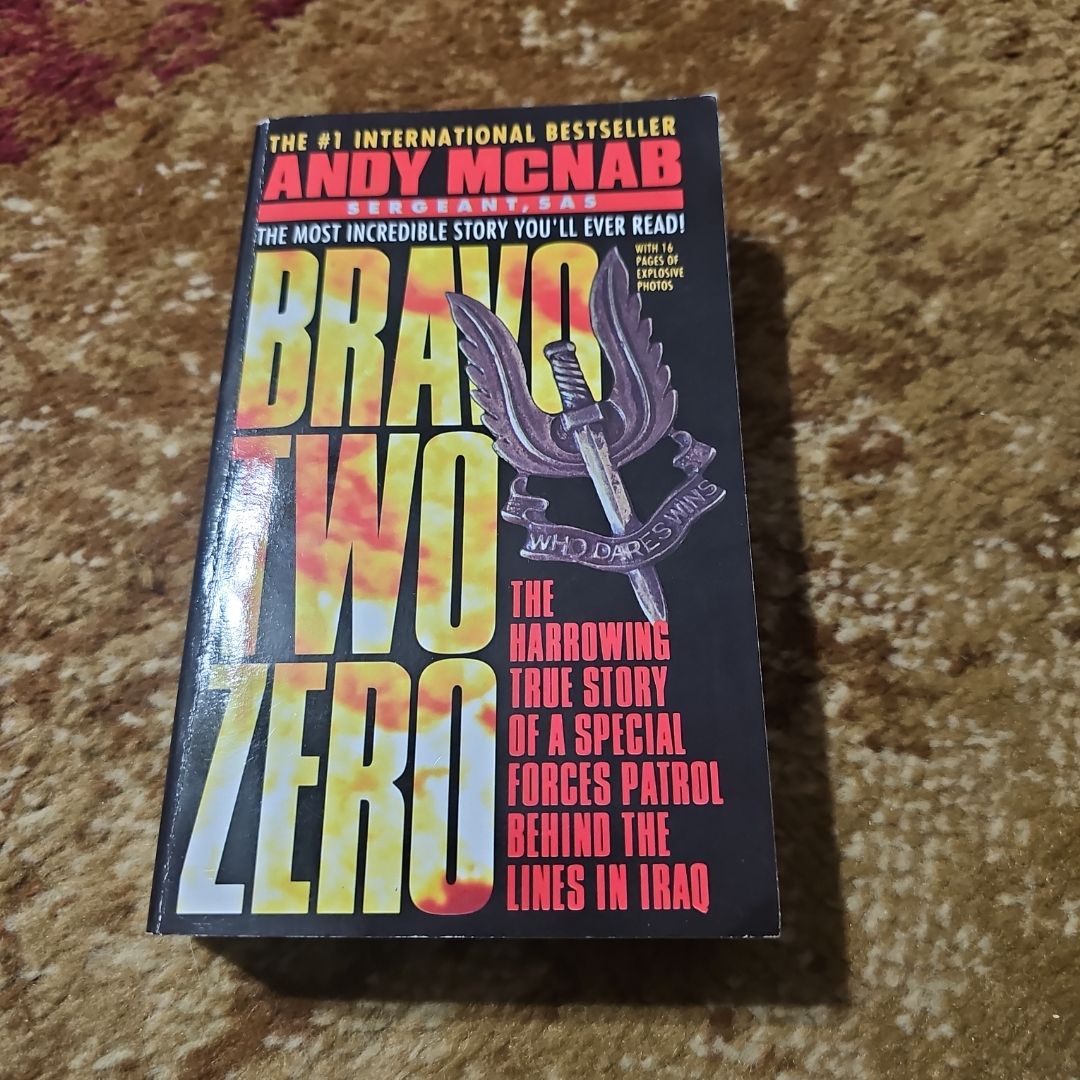 THE #1 INTERNATIONAL BESTSELLER
ANDY MCNAB
SERGEANT, SAS
THE MOST INCREDIBLE STORY YOU'LL EVER READ!
WITH 16
PAGES OF
EXPLOSIVE
PHOTOS
BRAVO
TWO
ZERO
WHO DARES WINS
THE
HARROWING
TRUE STORY
OF A SPECIAL
FORCES PATROL
BEHIND THE
LINES IN IRAQ